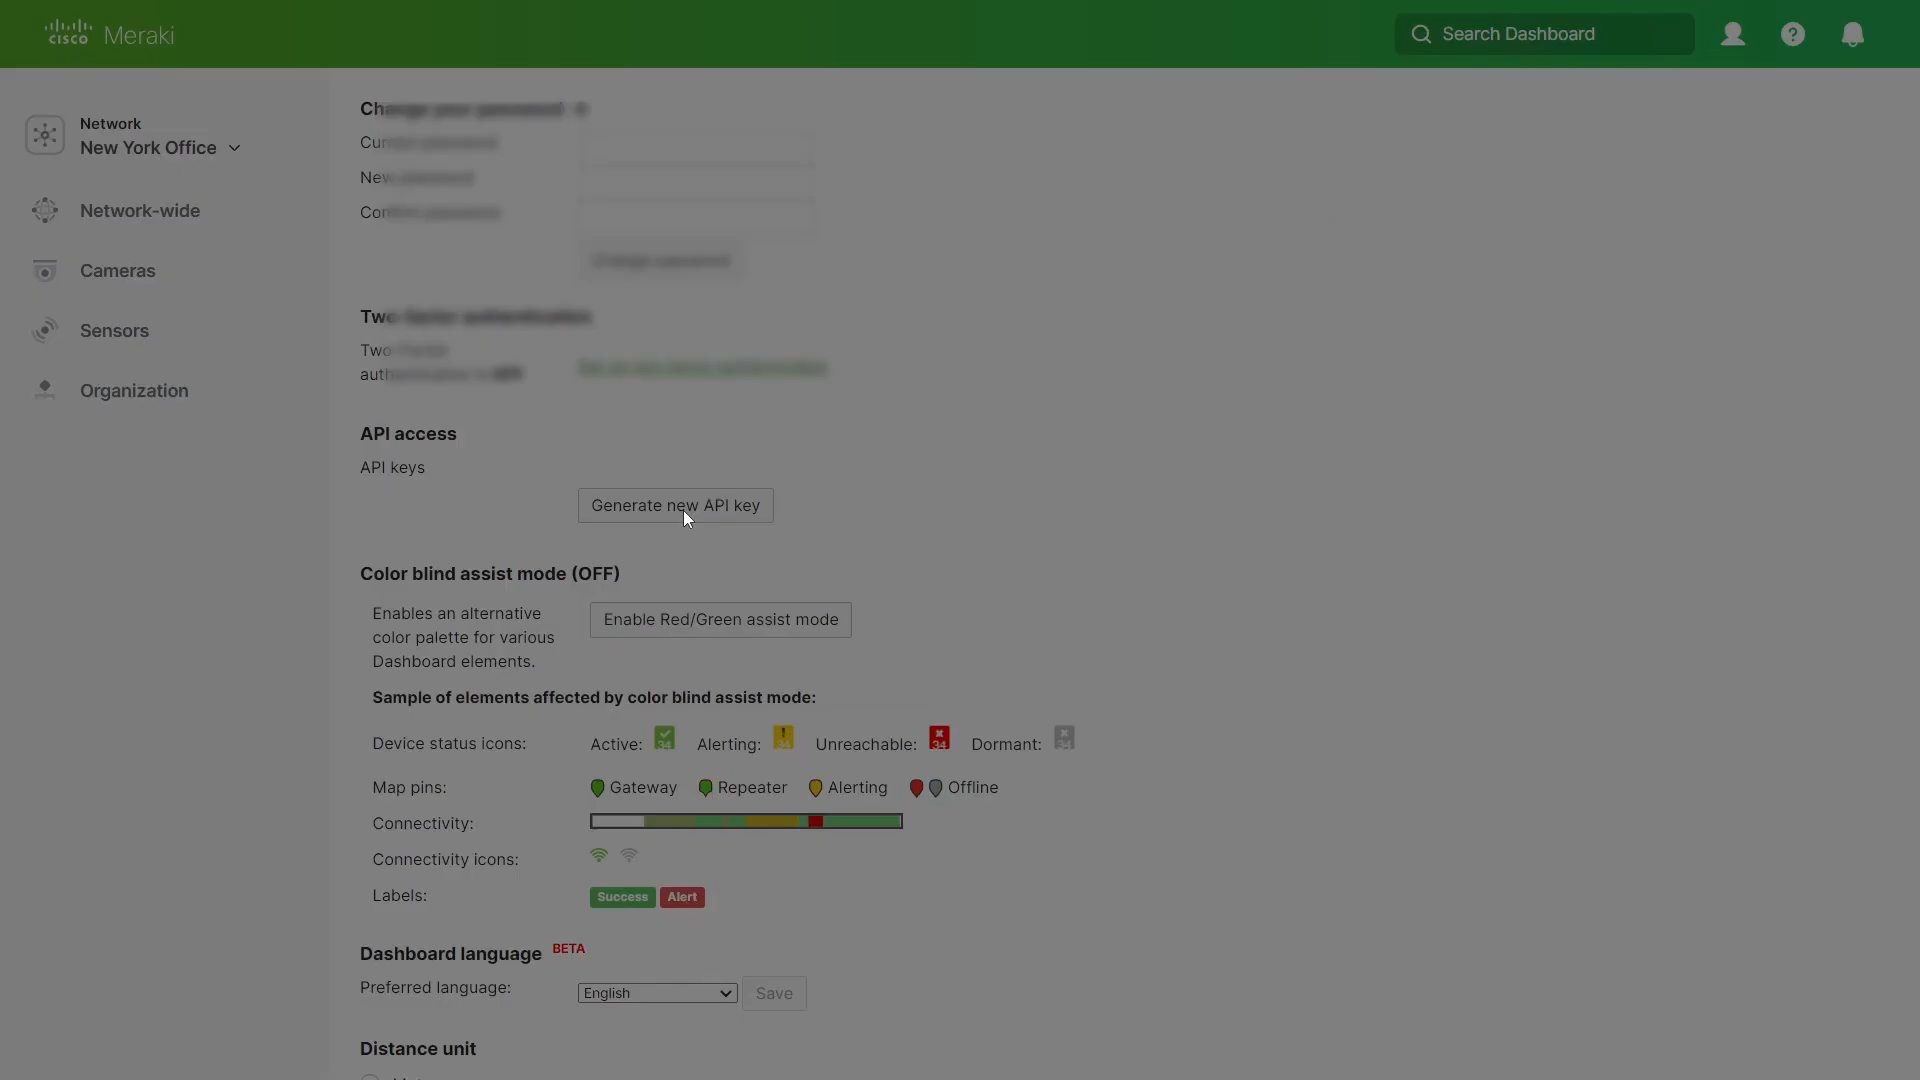 CISCO Meraki
Search Dashboard
Network
New York Office
Network-wide
Cameras
Sensors
Organization
API access
API keys
Generate new API key
Color blind assist mode (OFF)
Enables an alternative
color palette for various
Dashboard elements.
Enable Red/Green assist mode
Sample of elements affected by color blind assist mode:
Device status icons: Active: 34 Alerting: 34 Unreachable: 34 Dormant: 34
Map pins: Gateway Repeater Alerting Offline
Connectivity:
Connectivity icons:
Labels: Success Alert
Dashboard language BETA
Preferred language: English Save
Distance unit